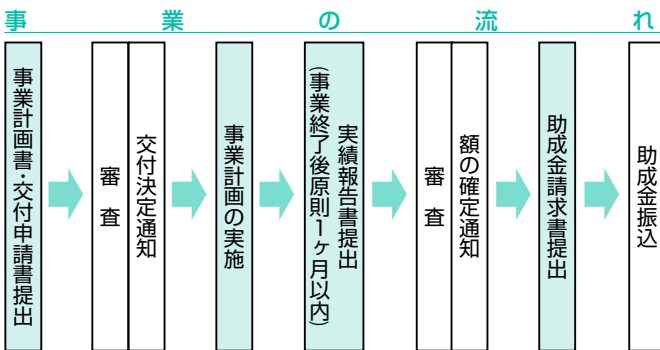 事業の流れ
事業計画書・交付申請書提出
審査
交付決定通知
事業計画の実施
実績報告書提出
(事業終了後原則1ヶ月以内)
審査
額の確定通知
助成金請求書提出
助成金振込